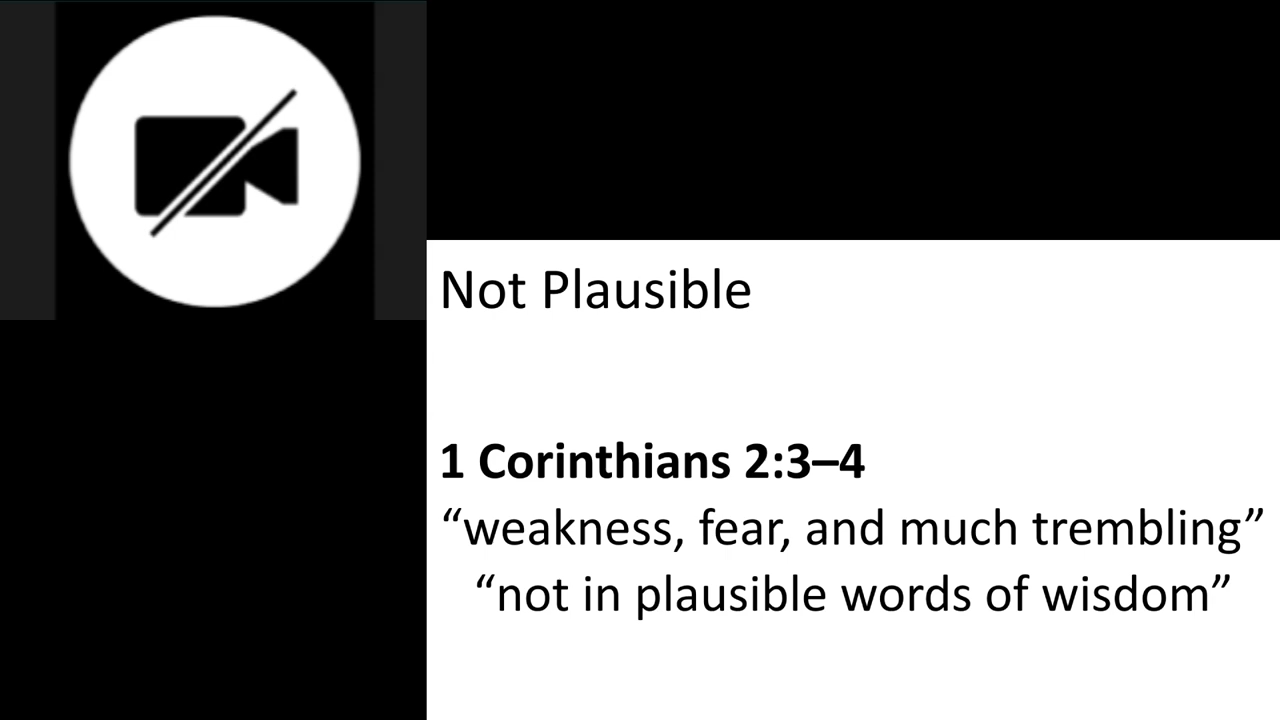 Not Plausible
1 Corinthians 2:3–4
“weakness, fear, and much trembling”
“not in plausible words of wisdom”